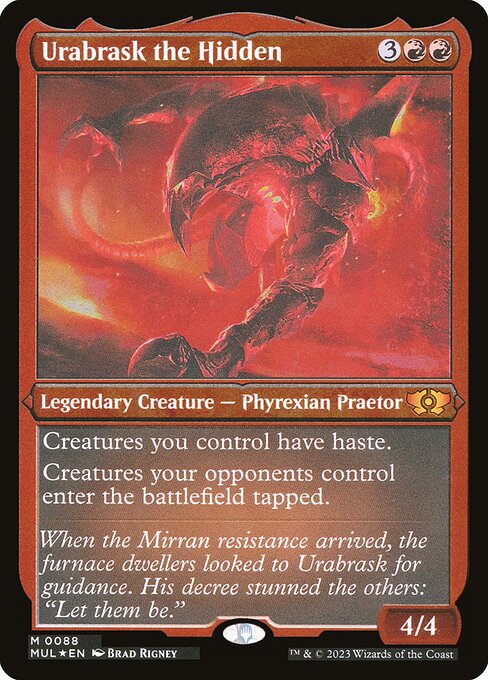 Urabrask the Hidden 3
Legendary Creature — Phyrexian Praetor
Creatures you control have haste.
Creatures your opponents control
enter the battlefield tapped.
When the Mirran resistance arrived, the
furnace dwellers looked to Urabrask for
guidance. His decree stunned the others:
“Let them be.”
4/4
M 0088
MUL★EN Brad Rigney
™ & © 2023 Wizards of the Coast